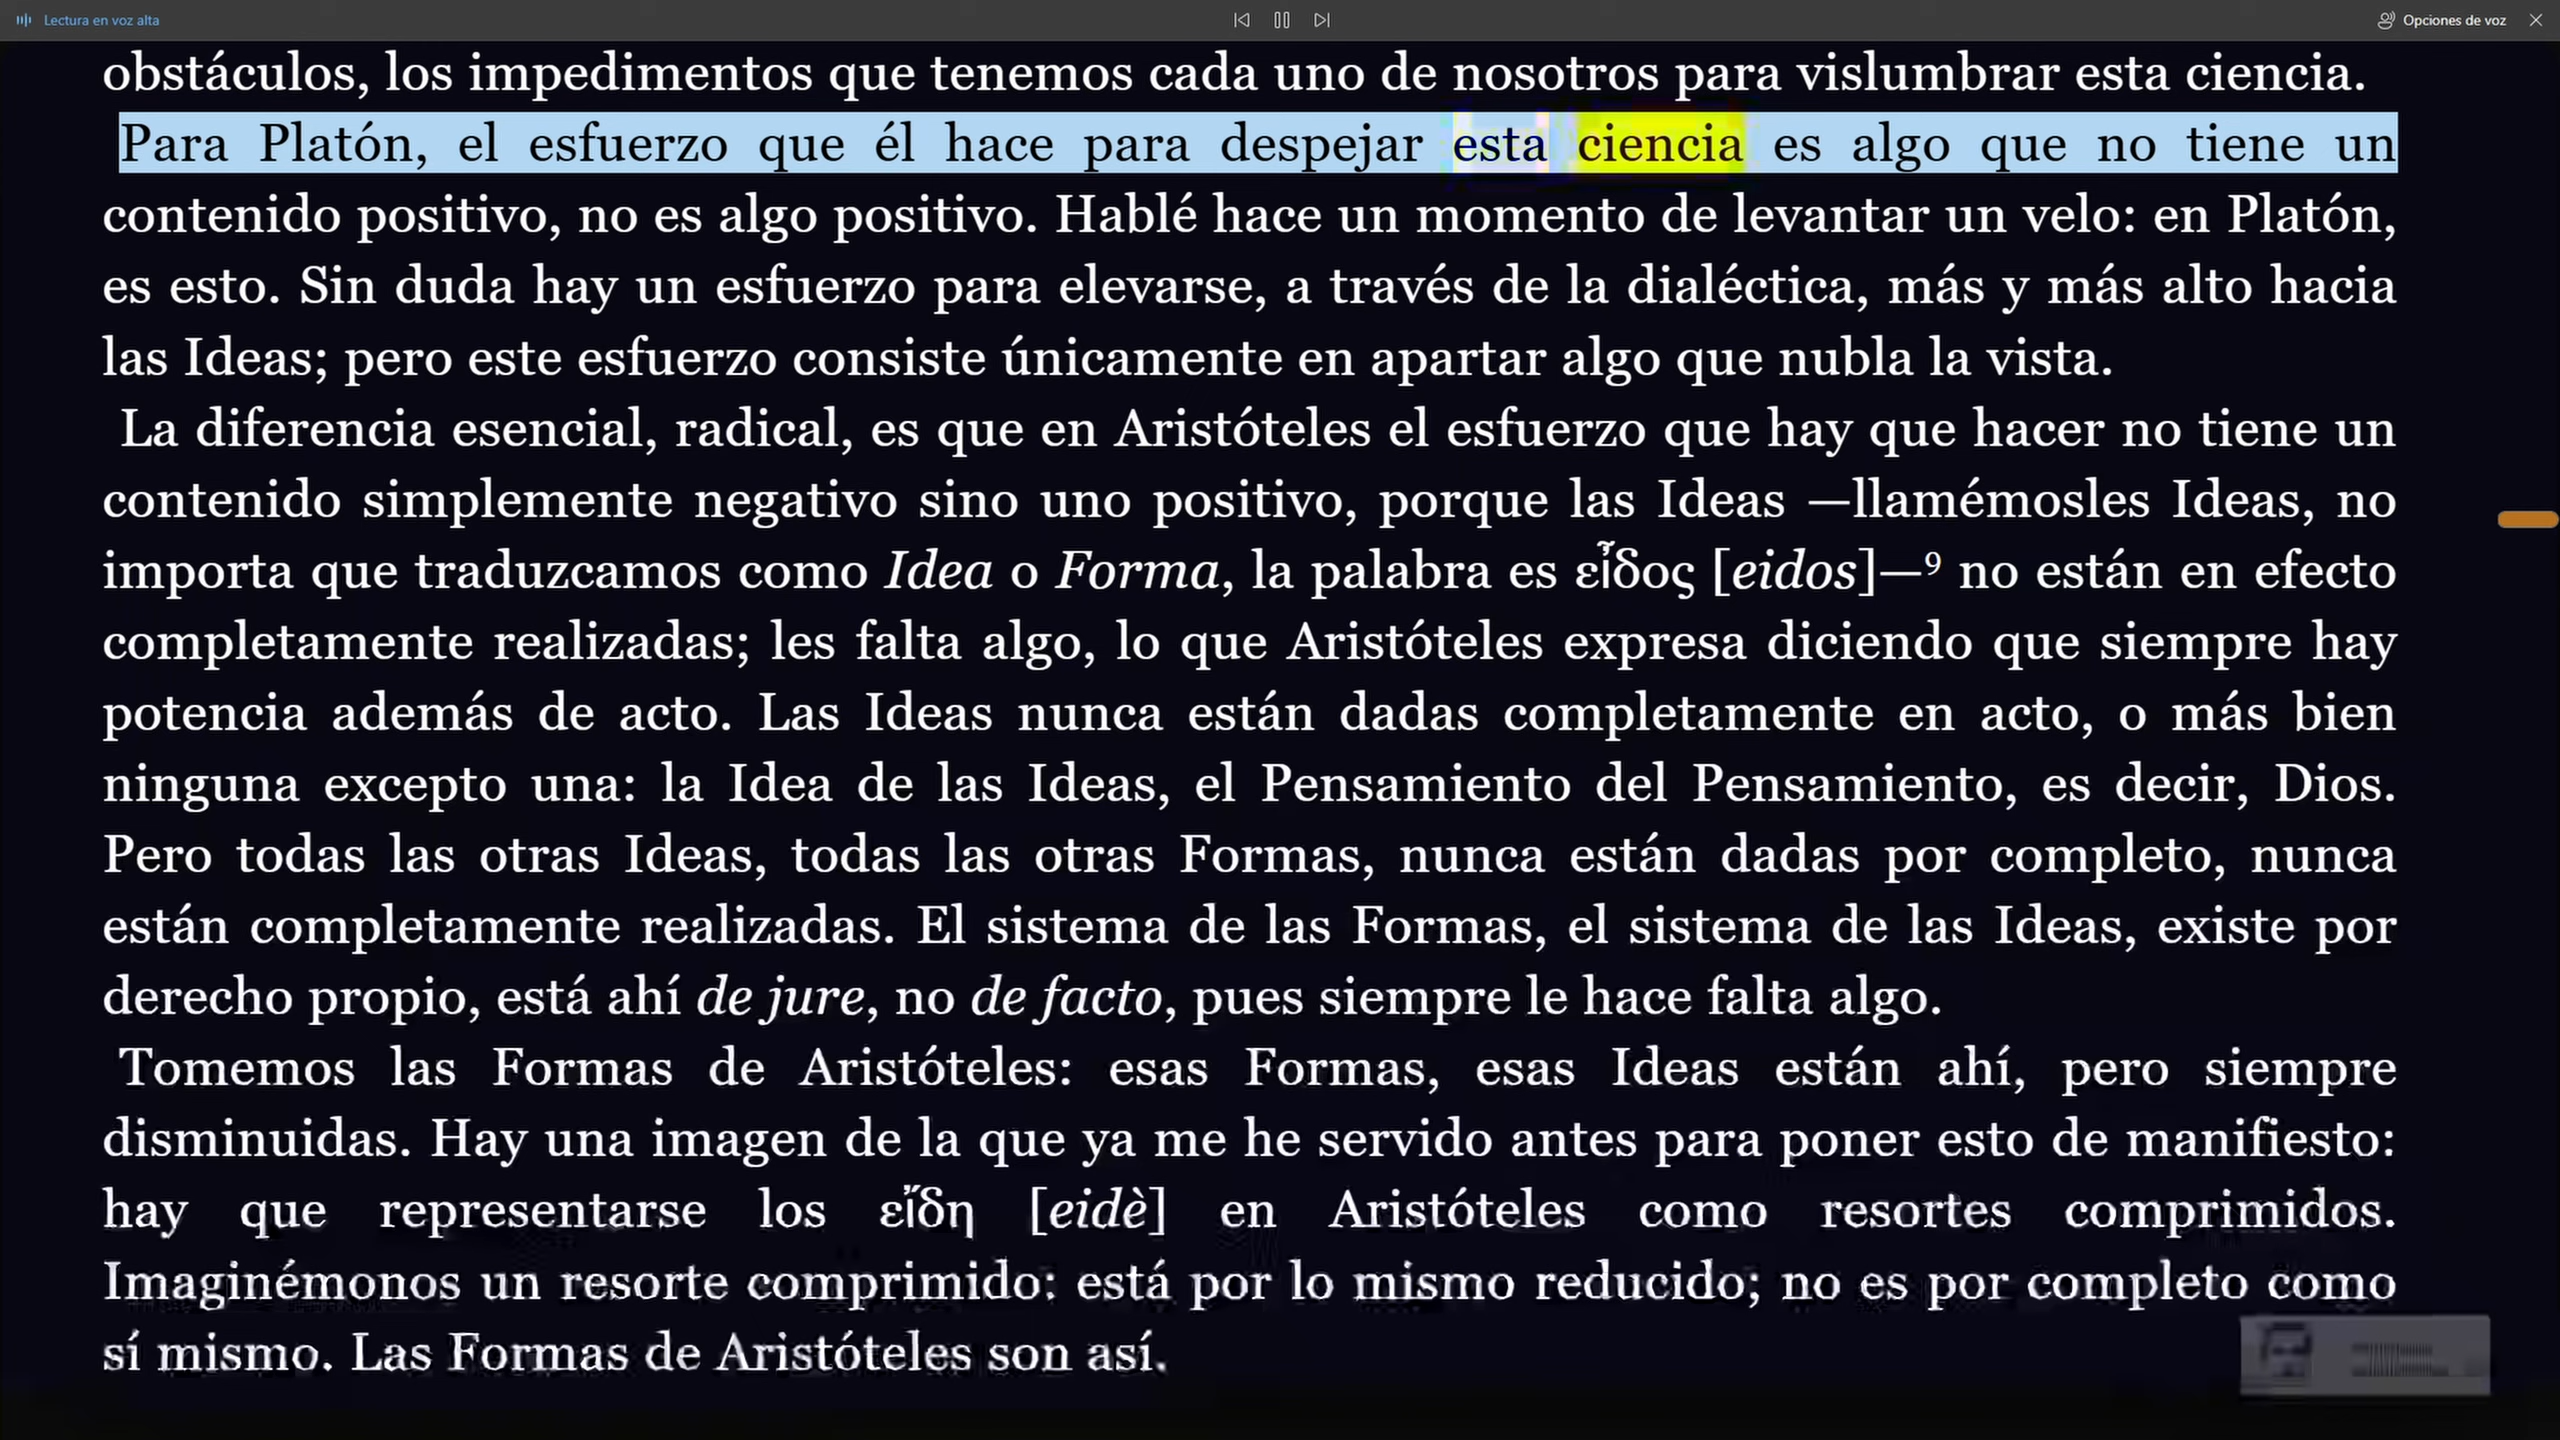 Lectura en voz alta
Opciones de voz
obstáculos, los impedimentos que tenemos cada uno de nosotros para vislumbrar esta ciencia.
Para Platón, el esfuerzo que él hace para despejar esta ciencia es algo que no tiene un
contenido positivo, no es algo positivo. Hablé hace un momento de levantar un velo: en Platón,
es esto. Sin duda hay un esfuerzo para elevarse, a través de la dialéctica, más y más alto hacia
las Ideas; pero este esfuerzo consiste únicamente en apartar algo que nubla la vista.
La diferencia esencial, radical, es que en Aristóteles el esfuerzo que hay que hacer no tiene un
contenido simplemente negativo sino uno positivo, porque las Ideas —llamémosles Ideas, no
importa que traduzcamos como Idea o Forma, la palabra es εἶδος [eidos]—9 no están en efecto
completamente realizadas; les falta algo, lo que Aristóteles expresa diciendo que siempre hay
potencia además de acto. Las Ideas nunca están dadas completamente en acto, o más bien
ninguna excepto una: la Idea de las Ideas, el Pensamiento del Pensamiento, es decir, Dios.
Pero todas las otras Ideas, todas las otras Formas, nunca están dadas por completo, nunca
están completamente realizadas. El sistema de las Formas, el sistema de las Ideas, existe por
derecho propio, está ahí de jure, no de facto, pues siempre le hace falta algo.
Tomemos las Formas de Aristóteles: esas Formas, esas Ideas están ahí, pero siempre
disminuidas. Hay una imagen de la que ya me he servido antes para poner esto de manifiesto:
hay que representarse los εἴδη [eidè] en Aristóteles como resortes comprimidos.
Imaginémonos un resorte comprimido: está por lo mismo reducido; no es por completo como
sí mismo. Las Formas de Aristóteles son así.